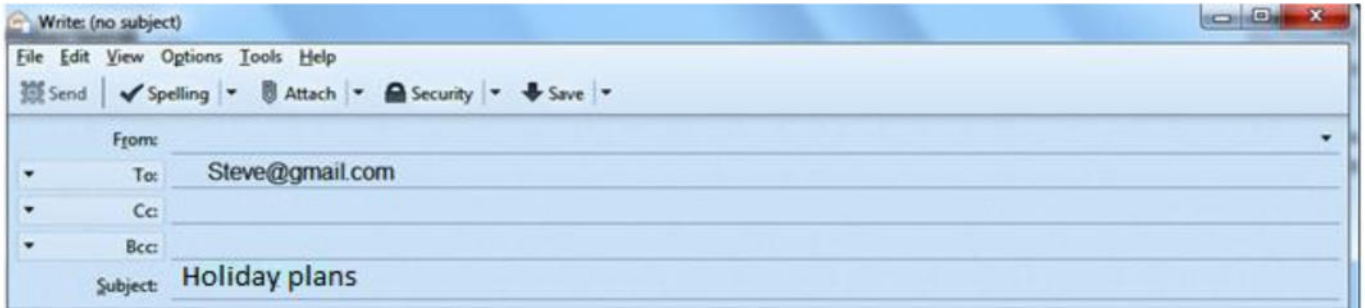 Write: (no subject)
File Edit View Options Tools Help
Send Spelling Attach Security Save
From:
To: Steve@gmail.com
Cc:
Bcc:
Subject: Holiday plans